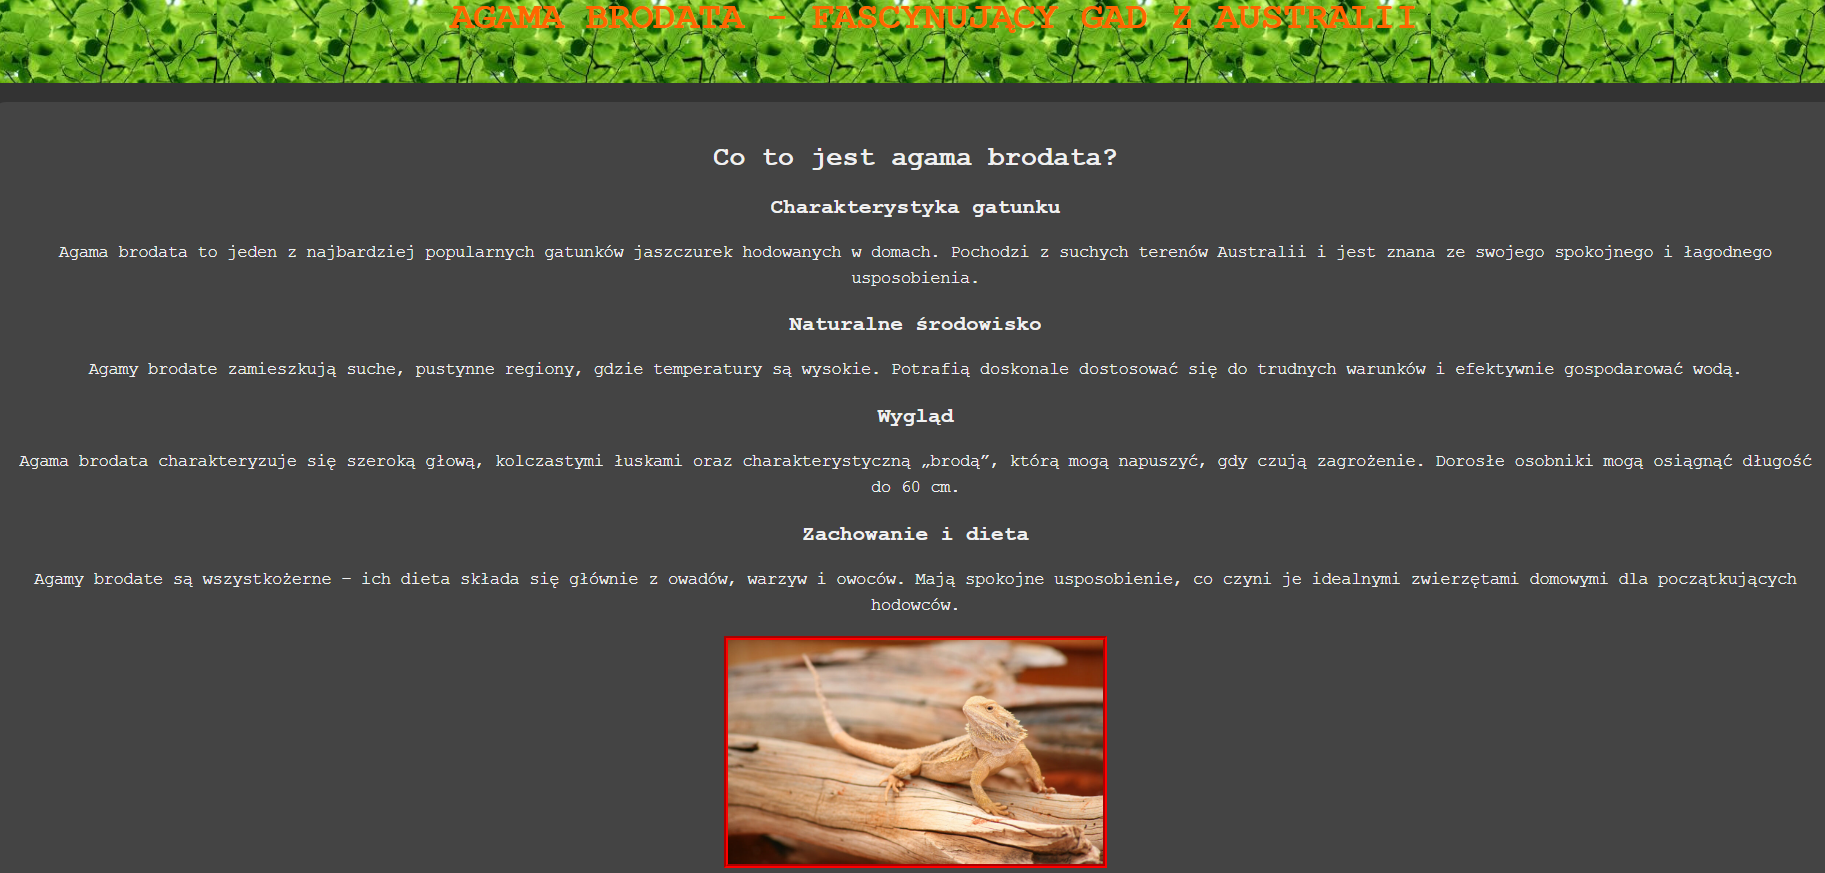 AGAMA BRODATA – FASCYNUJĄCY GAD Z AUSTRALII
Co to jest agama brodata?
Charakterystyka gatunku
Agama brodata to jeden z najbardziej popularnych gatunków jaszczurek hodowanych w domach. Pochodzi z suchych terenów Australii i jest znana ze swojego spokojnego i łagodnego
usposobienia.
Naturalne środowisko
Agamy brodate zamieszkują suche, pustynne regiony, gdzie temperatury są wysokie. Potrafią doskonale dostosować się do trudnych warunków i efektywnie gospodarować wodą.
Wygląd
Agama brodata charakteryzuje się szeroką głową, kolczastymi łuskami oraz charakterystyczną „brodą”, którą mogą napuszyć, gdy czują zagrożenie. Dorosłe osobniki mogą osiągnąć długość
do 60 cm.
Zachowanie i dieta
Agamy brodate są wszystkożerne – ich dieta składa się głównie z owadów, warzyw i owoców. Mają spokojne usposobienie, co czyni je idealnymi zwierzętami domowymi dla początkujących
hodowców.